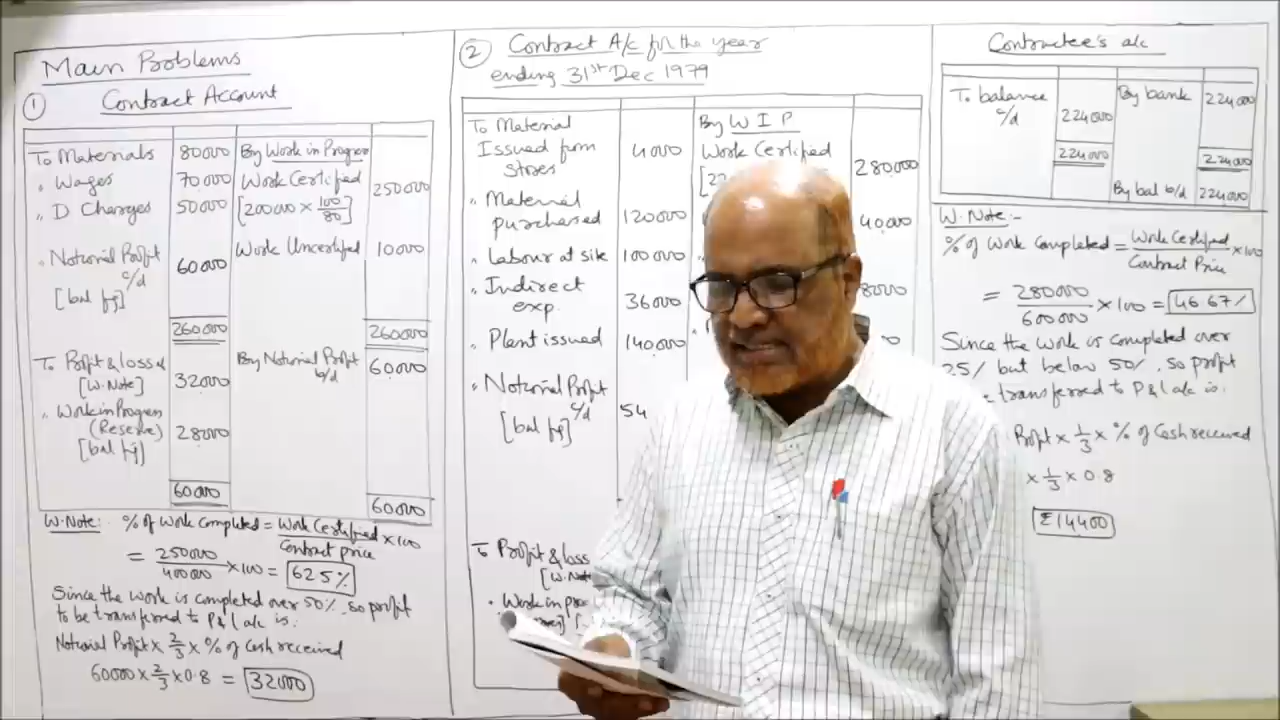 Main Problems
1 Contract Account
To Materials 80000 By Work in Progress
" Wages 70000 Work Certified 250000
" D Charges 50000 [200000 × 100/80]
Work Uncertified 10000
" Notional Profit c/d 60000
[bal fig]
260000 260000
To Profit & loss a/c By Notional Profit b/d 60000
[W.Note] 32000
" Work in Progress
(Reserve) 28000
[bal fig]
60000 60000
W.Note: % of Work Completed = Work Certified / Contract price × 100
= 250000/400000 × 100 = 62.5%
Since the Work is Completed over 50%, so profit
to be transferred to P&L a/c is:
Notional Profit × 2/3 × % of Cash received
60000 × 2/3 × 0.8 = 32000
2 Contract A/c for the year
ending 31st Dec 1979
To Material By W I P
Issued from 4000 Work Certified 280000
Stores
" Material
purchased 120000 40000
" Labour at site 100000
" Indirect
exp. 36000 8000
" Plant issued 140000
" Notional Profit c/d 54
[bal fig]
To Profit & loss
[W.Note
" Work in pro
Contractee's a/c
To balance c/d 224000 By bank 224000
224000 224000
By bal b/d 224000
W.Note:-
% of Work Completed = Work Certified / Contract Price × 100
= 280000/600000 × 100 = 46.67%
Since the Work is completed over
25% but below 50%, so profit
transferred to P&L a/c is:
Profit × 1/3 × % of Cash received
× 1/3 × 0.8
₹14400